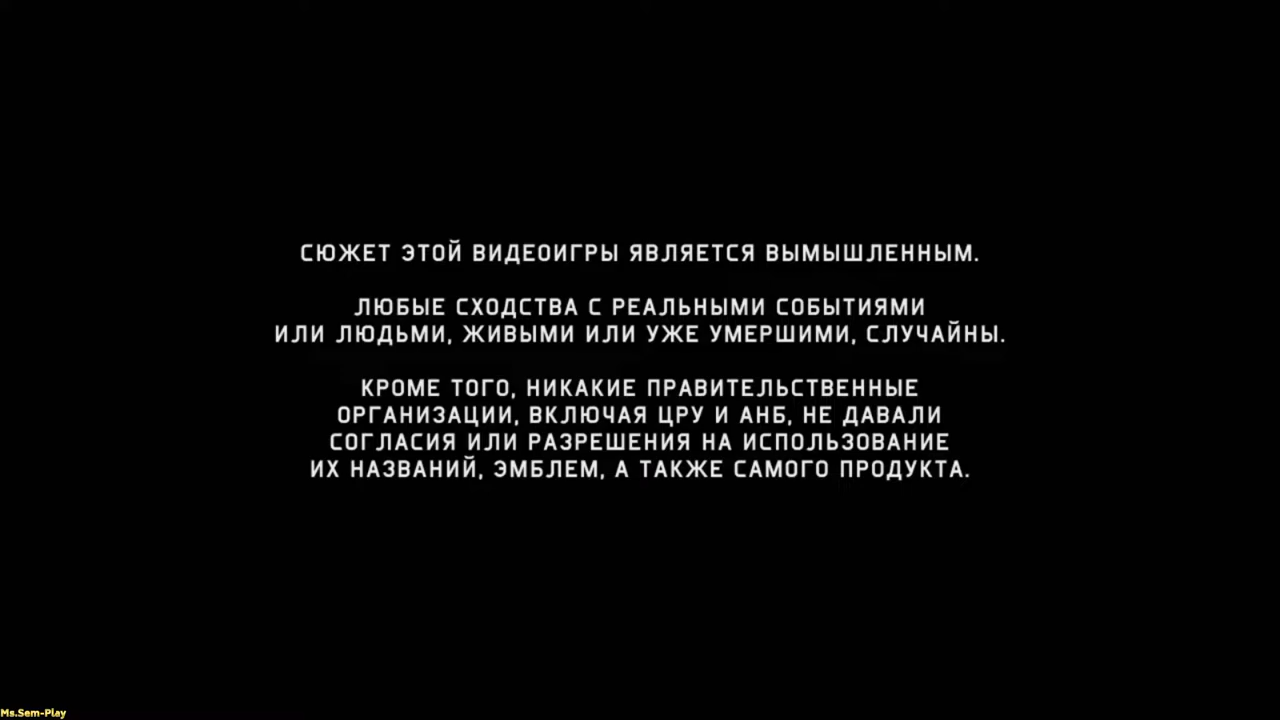 СЮЖЕТ ЭТОЙ ВИДЕОИГРЫ ЯВЛЯЕТСЯ ВЫМЫШЛЕННЫМ.
ЛЮБЫЕ СХОДСТВА С РЕАЛЬНЫМИ СОБЫТИЯМИ
ИЛИ ЛЮДЬМИ, ЖИВЫМИ ИЛИ УЖЕ УМЕРШИМИ, СЛУЧАЙНЫ.
КРОМЕ ТОГО, НИКАКИЕ ПРАВИТЕЛЬСТВЕННЫЕ
ОРГАНИЗАЦИИ, ВКЛЮЧАЯ ЦРУ И АНБ, НЕ ДАВАЛИ
СОГЛАСИЯ ИЛИ РАЗРЕШЕНИЯ НА ИСПОЛЬЗОВАНИЕ
ИХ НАЗВАНИЙ, ЭМБЛЕМ, А ТАКЖЕ САМОГО ПРОДУКТА.
Ms.Sem-Play